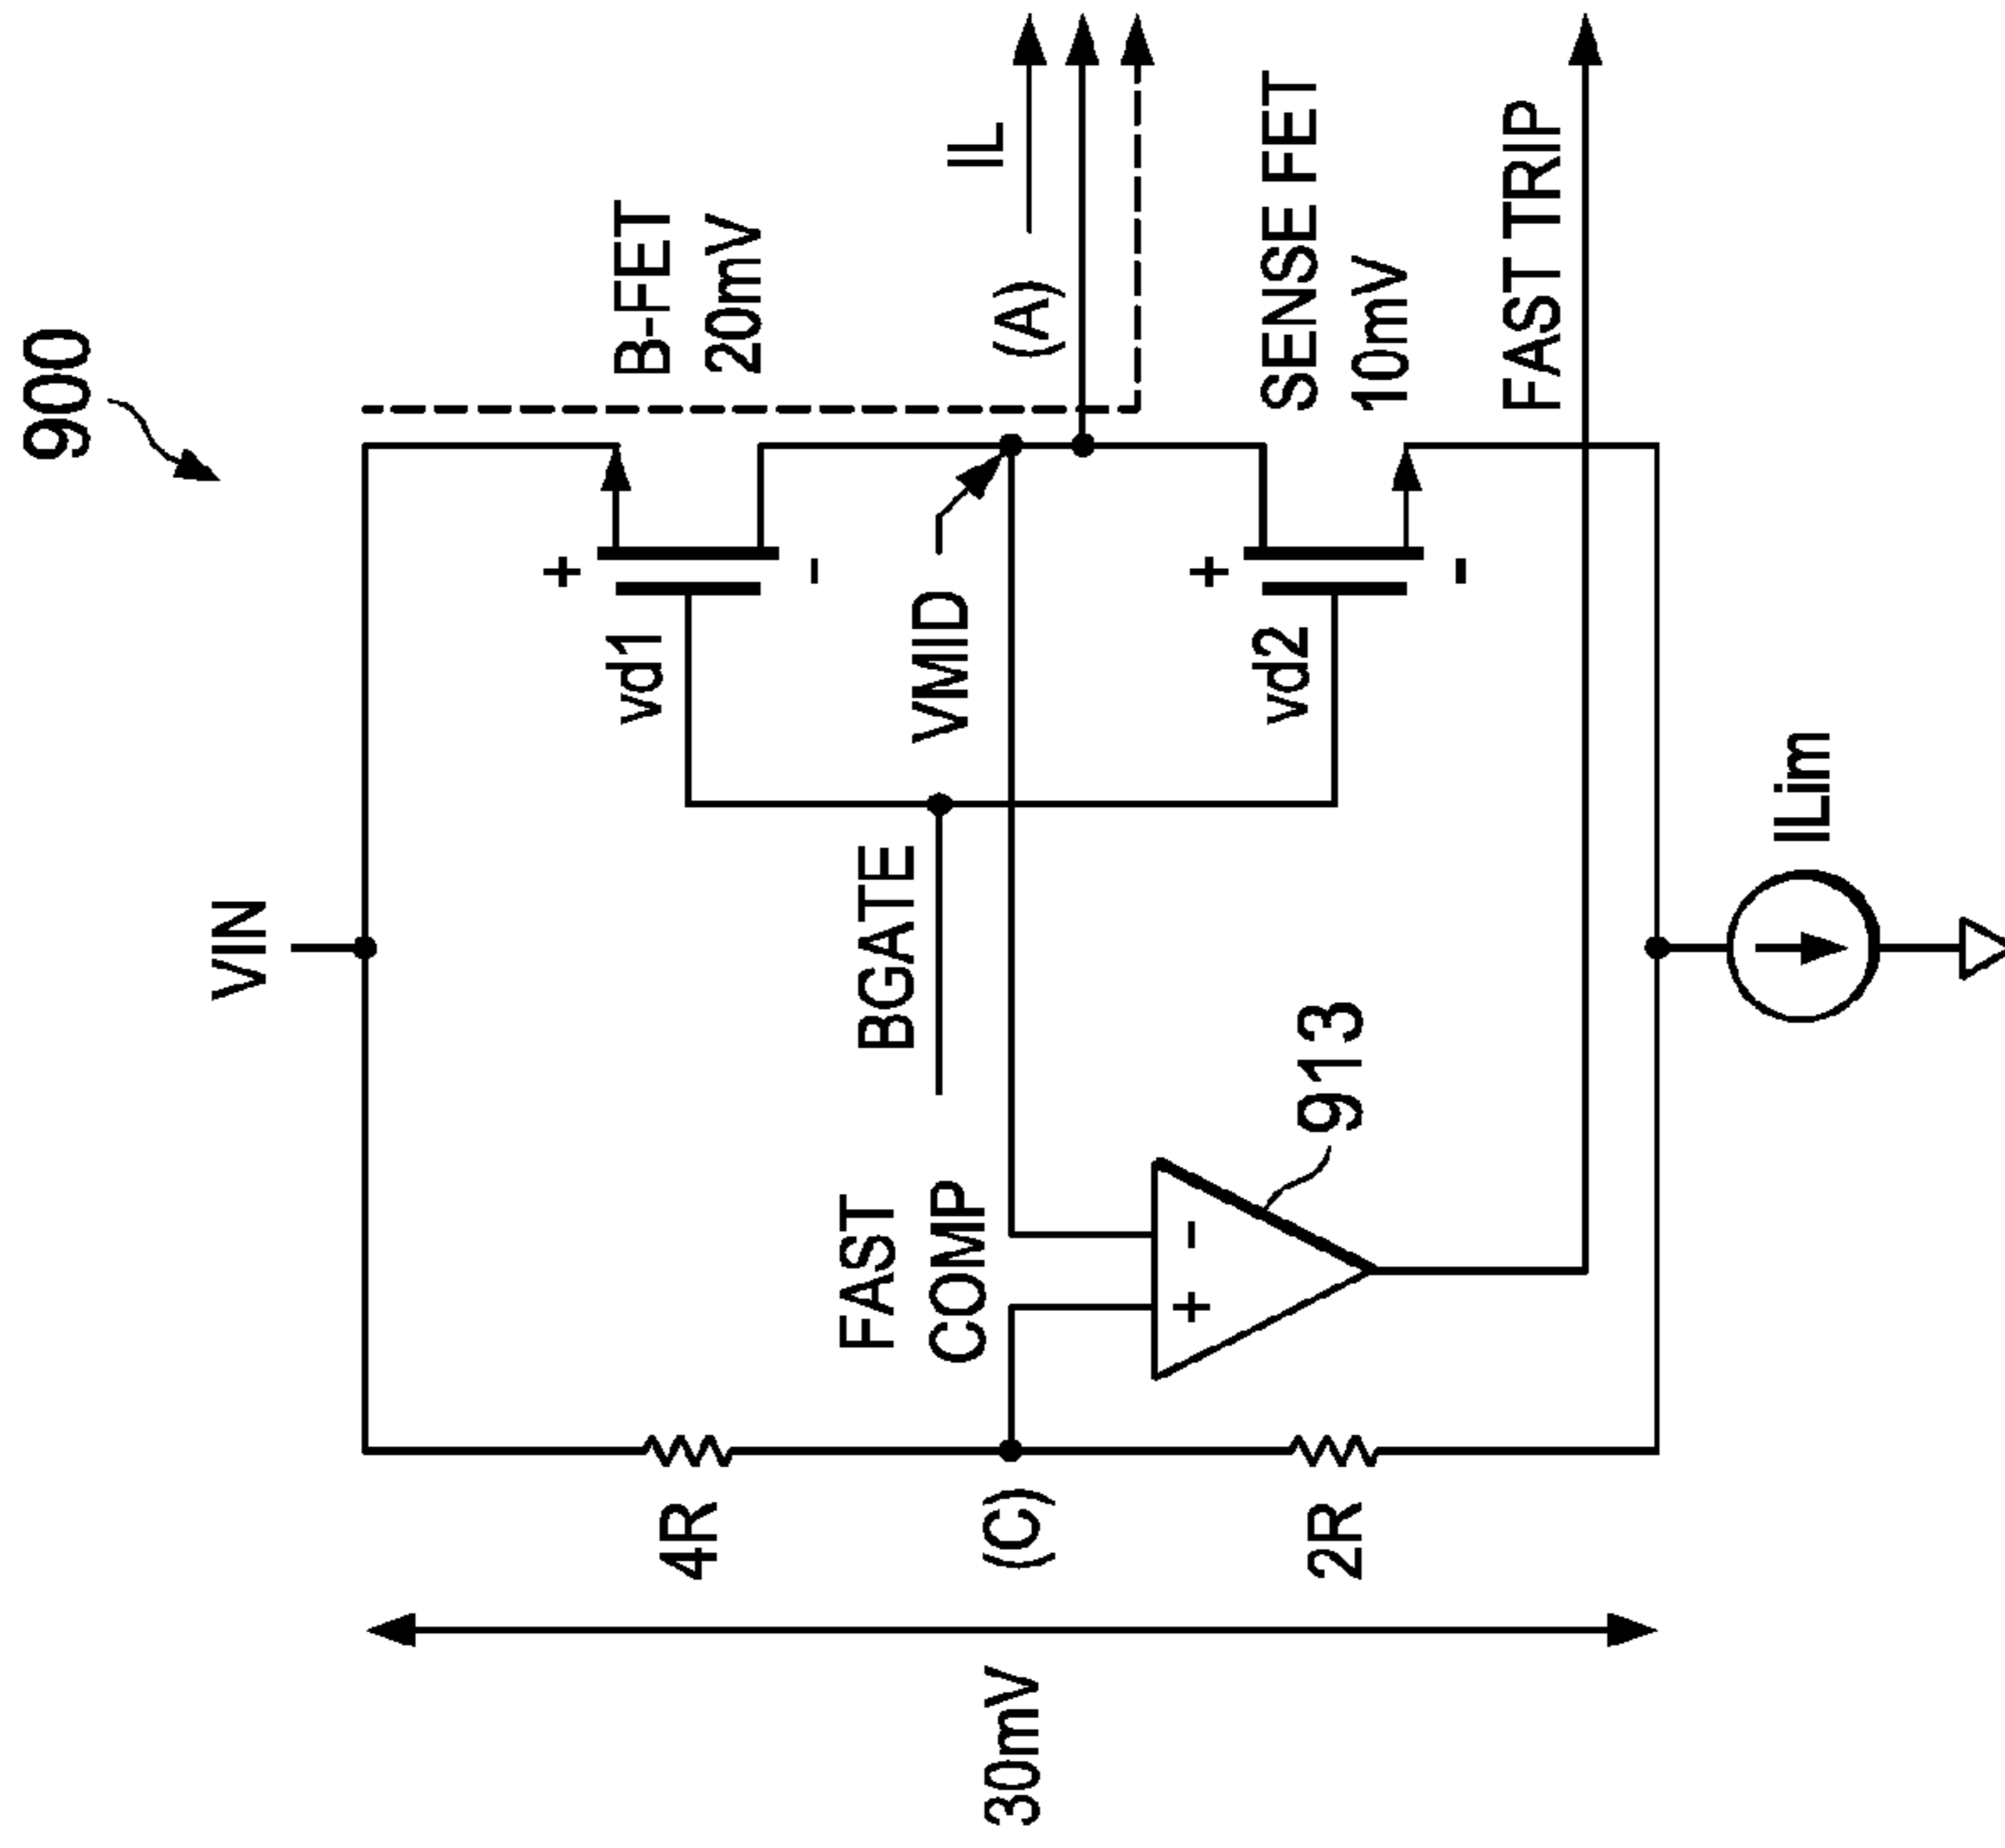 900
VIN
B-FET
20mV
vd1
+
-
IL
(A)
VMID
BGATE
SENSE FET
10mV
vd2
+
-
FAST TRIP
FAST
COMP
+
-
913
4R
(C)
2R
30mV
ILim